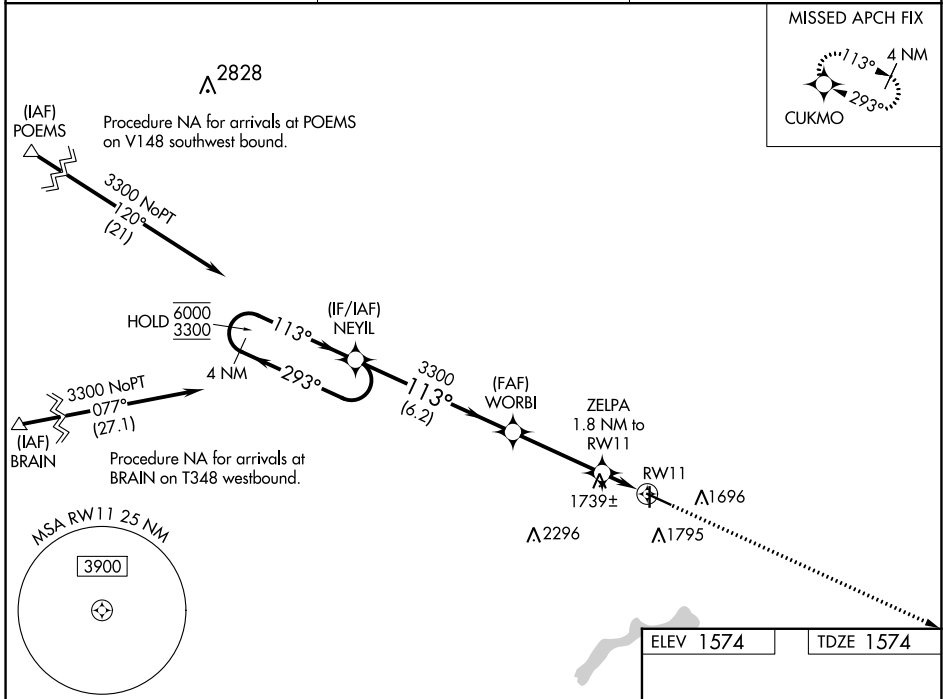 MISSED APCH FIX
113°
4 NM
293°
CUKMO
2828
(IAF)
POEMS
Procedure NA for arrivals at POEMS
on V148 southwest bound.
3300 NoPT
120°
(21)
HOLD
6000
3300
113°
(IF/IAF)
NEYIL
4 NM
293°
3300
113°
(6.2)
(FAF)
WORBI
ZELPA
1.8 NM to
RW11
RW11
3300 NoPT
077°
(27.1)
(IAF)
BRAIN
Procedure NA for arrivals at
BRAIN on T348 westbound.
1739±
1696
2296
1795
MSA RW11 25 NM
3900
ELEV 1574
TDZE 1574